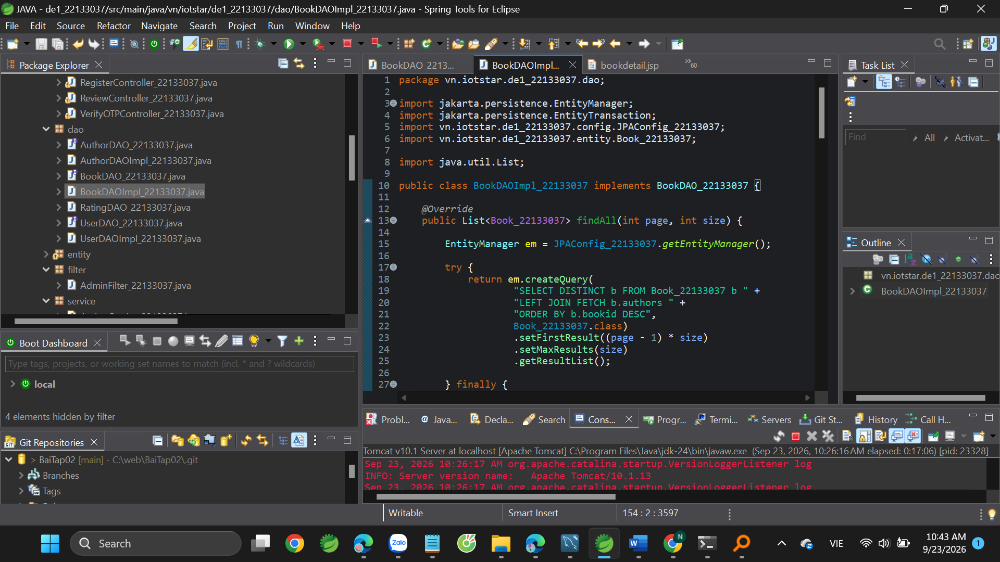 JAVA - de1_22133037/src/main/java/vn/iotstar/de1_22133037/dao/BookDAOImpl_22133037.java - Spring Tools for Eclipse
File Edit Source Refactor Navigate Search Project Run Window Help
Package Explorer
RegisterController_22133037.java
ReviewController_22133037.java
VerifyOTPController_22133037.java
dao
AuthorDAO_22133037.java
AuthorDAOImpl_22133037.java
BookDAO_22133037.java
BookDAOImpl_22133037.java
RatingDAO_22133037.java
UserDAO_22133037.java
UserDAOImpl_22133037.java
entity
filter
AdminFilter_22133037.java
service
Boot Dashboard
Type tags, projects, or working set names to match (incl. * and ? wildcards)
local
4 elements hidden by filter
Git Repositories
> BaiTap02 [main] - C:\web\BaiTap02\.git
Branches
Tags
BookDAO_2213...
BookDAOImpl...
bookdetail.jsp
»60
1 package vn.iotstar.de1_22133037.dao;
2
3 import jakarta.persistence.EntityManager;
4 import jakarta.persistence.EntityTransaction;
5 import vn.iotstar.de1_22133037.config.JPAConfig_22133037;
6 import vn.iotstar.de1_22133037.entity.Book_22133037;
7
8 import java.util.List;
9
10 public class BookDAOImpl_22133037 implements BookDAO_22133037 {
11
12 @Override
13 public List<Book_22133037> findAll(int page, int size) {
14
15 EntityManager em = JPAConfig_22133037.getEntityManager();
16
17 try {
18 return em.createQuery(
19 "SELECT DISTINCT b FROM Book_22133037 b " +
20 "LEFT JOIN FETCH b.authors " +
21 "ORDER BY b.bookid DESC",
22 Book_22133037.class)
23 .setFirstResult((page - 1) * size)
24 .setMaxResults(size)
25 .getResultList();
26
27 } finally {
Task List
Find
All
Activat...
Outline
vn.iotstar.de1_22133037.dao
BookDAOImpl_22133037
Probl... Java... Decla... Search Cons... Progr... Termi... Servers Git St... History Call H...
Tomcat v10.1 Server at localhost [Apache Tomcat] C:\Program Files\Java\jdk-24\bin\javaw.exe (Sep 23, 2026, 10:26:16 AM elapsed: 0:17:06) [pid: 23328]
Sep 23, 2026 10:26:17 AM org.apache.catalina.startup.VersionLoggerListener log
INFO: Server version name: Apache Tomcat/10.1.13
Sep 23, 2026 10:26:17 AM org.apache.catalina.startup.VersionLoggerListener log
Writable
Smart Insert
154 : 2 : 3597
Search
Zalo
N
VIE
10:43 AM
9/23/2026
1